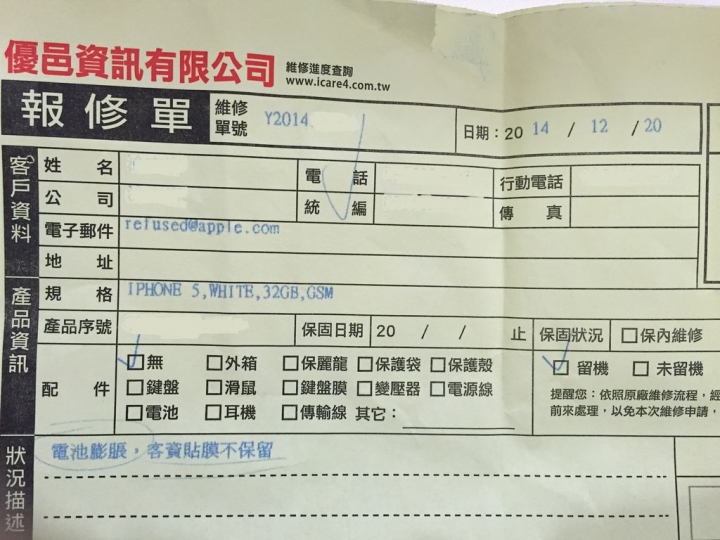 優邑資訊有限公司 維修進度查詢
www.icare4.com.tw
報修單 維修單號 Y2014 日期：2014 / 12 / 20
客戶資料
姓名 電話 行動電話
公司 統編 傳真
電子郵件 refused@apple.com
地址
產品資訊
規格 IPHONE 5,WHITE,32GB,GSM
產品序號 保固日期 20 / / 止 保固狀況 □保內維修
配件
□無 □外箱 □保麗龍 □保護袋 □保護殼 □留機 □未留機
□鍵盤 □滑鼠 □鍵盤膜 □變壓器 □電源線 提醒您：依照原廠維修流程，經
□電池 □耳機 □傳輸線 其它： 前來處理，以免本次維修申請，
狀況描述
電池膨脹，客資貼膜不保留